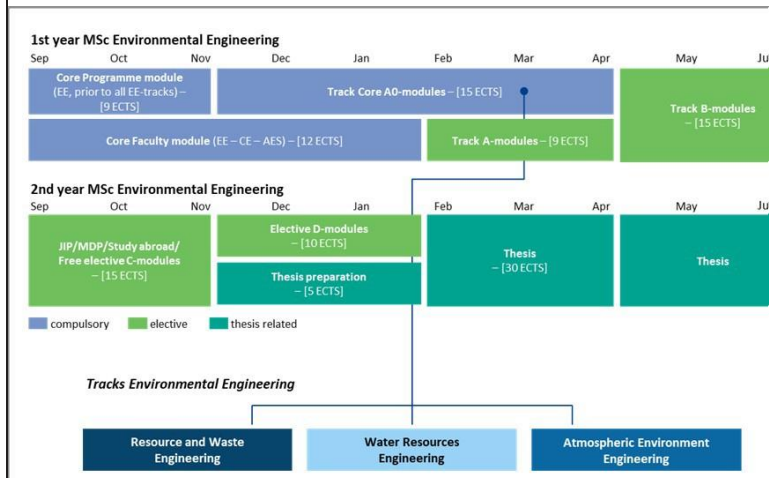 1st year MSc Environmental Engineering
Sep Oct Nov Dec Jan Feb Mar Apr May Ju
Core Programme module
(EE, prior to all EE-tracks) –
[9 ECTS]
Track Core A0-modules – [15 ECTS]
Track B-modules
– [15 ECTS]
Core Faculty module (EE – CE – AES) – [12 ECTS]
Track A-modules – [9 ECTS]
2nd year MSc Environmental Engineering
Sep Oct Nov Dec Jan Feb Mar Apr May Ju
JIP/MDP/Study abroad/
Free elective C-modules
– [15 ECTS]
Elective D-modules
– [10 ECTS]
Thesis preparation
– [5 ECTS]
Thesis
– [30 ECTS]
Thesis
compulsory elective thesis related
Tracks Environmental Engineering
Resource and Waste
Engineering
Water Resources
Engineering
Atmospheric Environment
Engineering